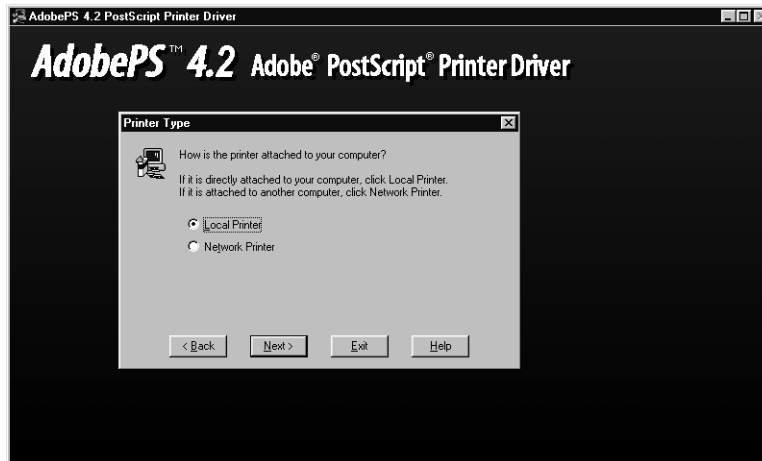 AdobePS 4.2 PostScript Printer Driver
AdobePS™ 4.2 Adobe® PostScript® Printer Driver
Printer Type
How is the printer attached to your computer?
If it is directly attached to your computer, click Local Printer.
If it is attached to another computer, click Network Printer.
Local Printer
Network Printer
< Back Next > Exit Help